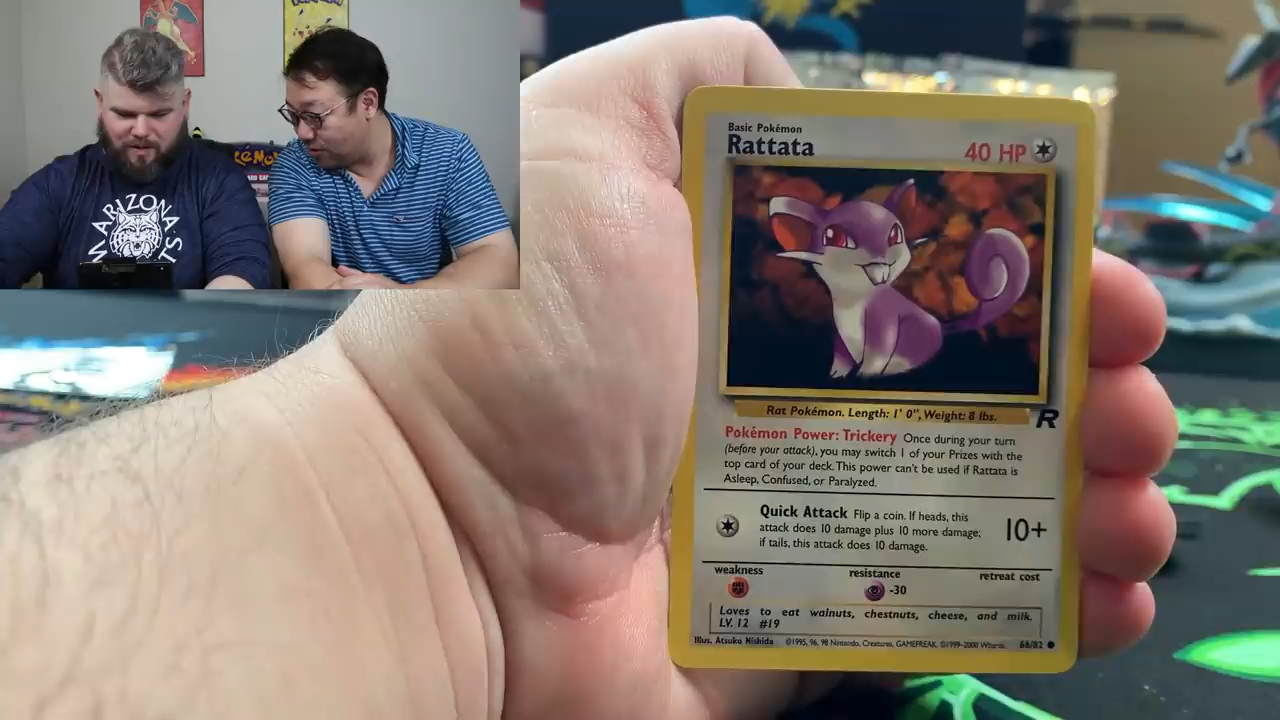 ARIZONA
ÉMO
Basic Pokémon
Rattata
40 HP
Rat Pokémon. Length: 1' 0", Weight: 8 lbs.
R
Pokémon Power: Trickery Once during your turn
(before your attack), you may switch 1 of your Prizes with the
top card of your deck. This power can't be used if Rattata is
Asleep, Confused, or Paralyzed.
Quick Attack Flip a coin. If heads, this
attack does 10 damage plus 10 more damage;
if tails, this attack does 10 damage.
10+
weakness resistance retreat cost
-30
Loves to eat walnuts, chestnuts, cheese, and milk.
LV. 12 #19
Illus. Atsuko Nishida ©1995, 96, 98 Nintendo, Creatures, GAMEFREAK. ©1999-2000 Wizards. 66/82